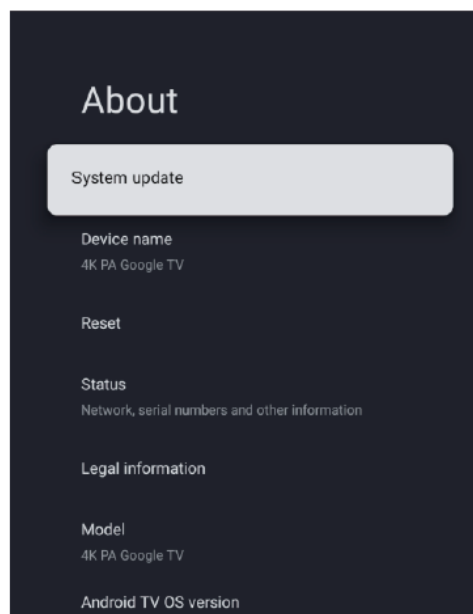 About
System update
Device name
4K PA Google TV
Reset
Status
Network, serial numbers and other information
Legal information
Model
4K PA Google TV
Android TV OS version